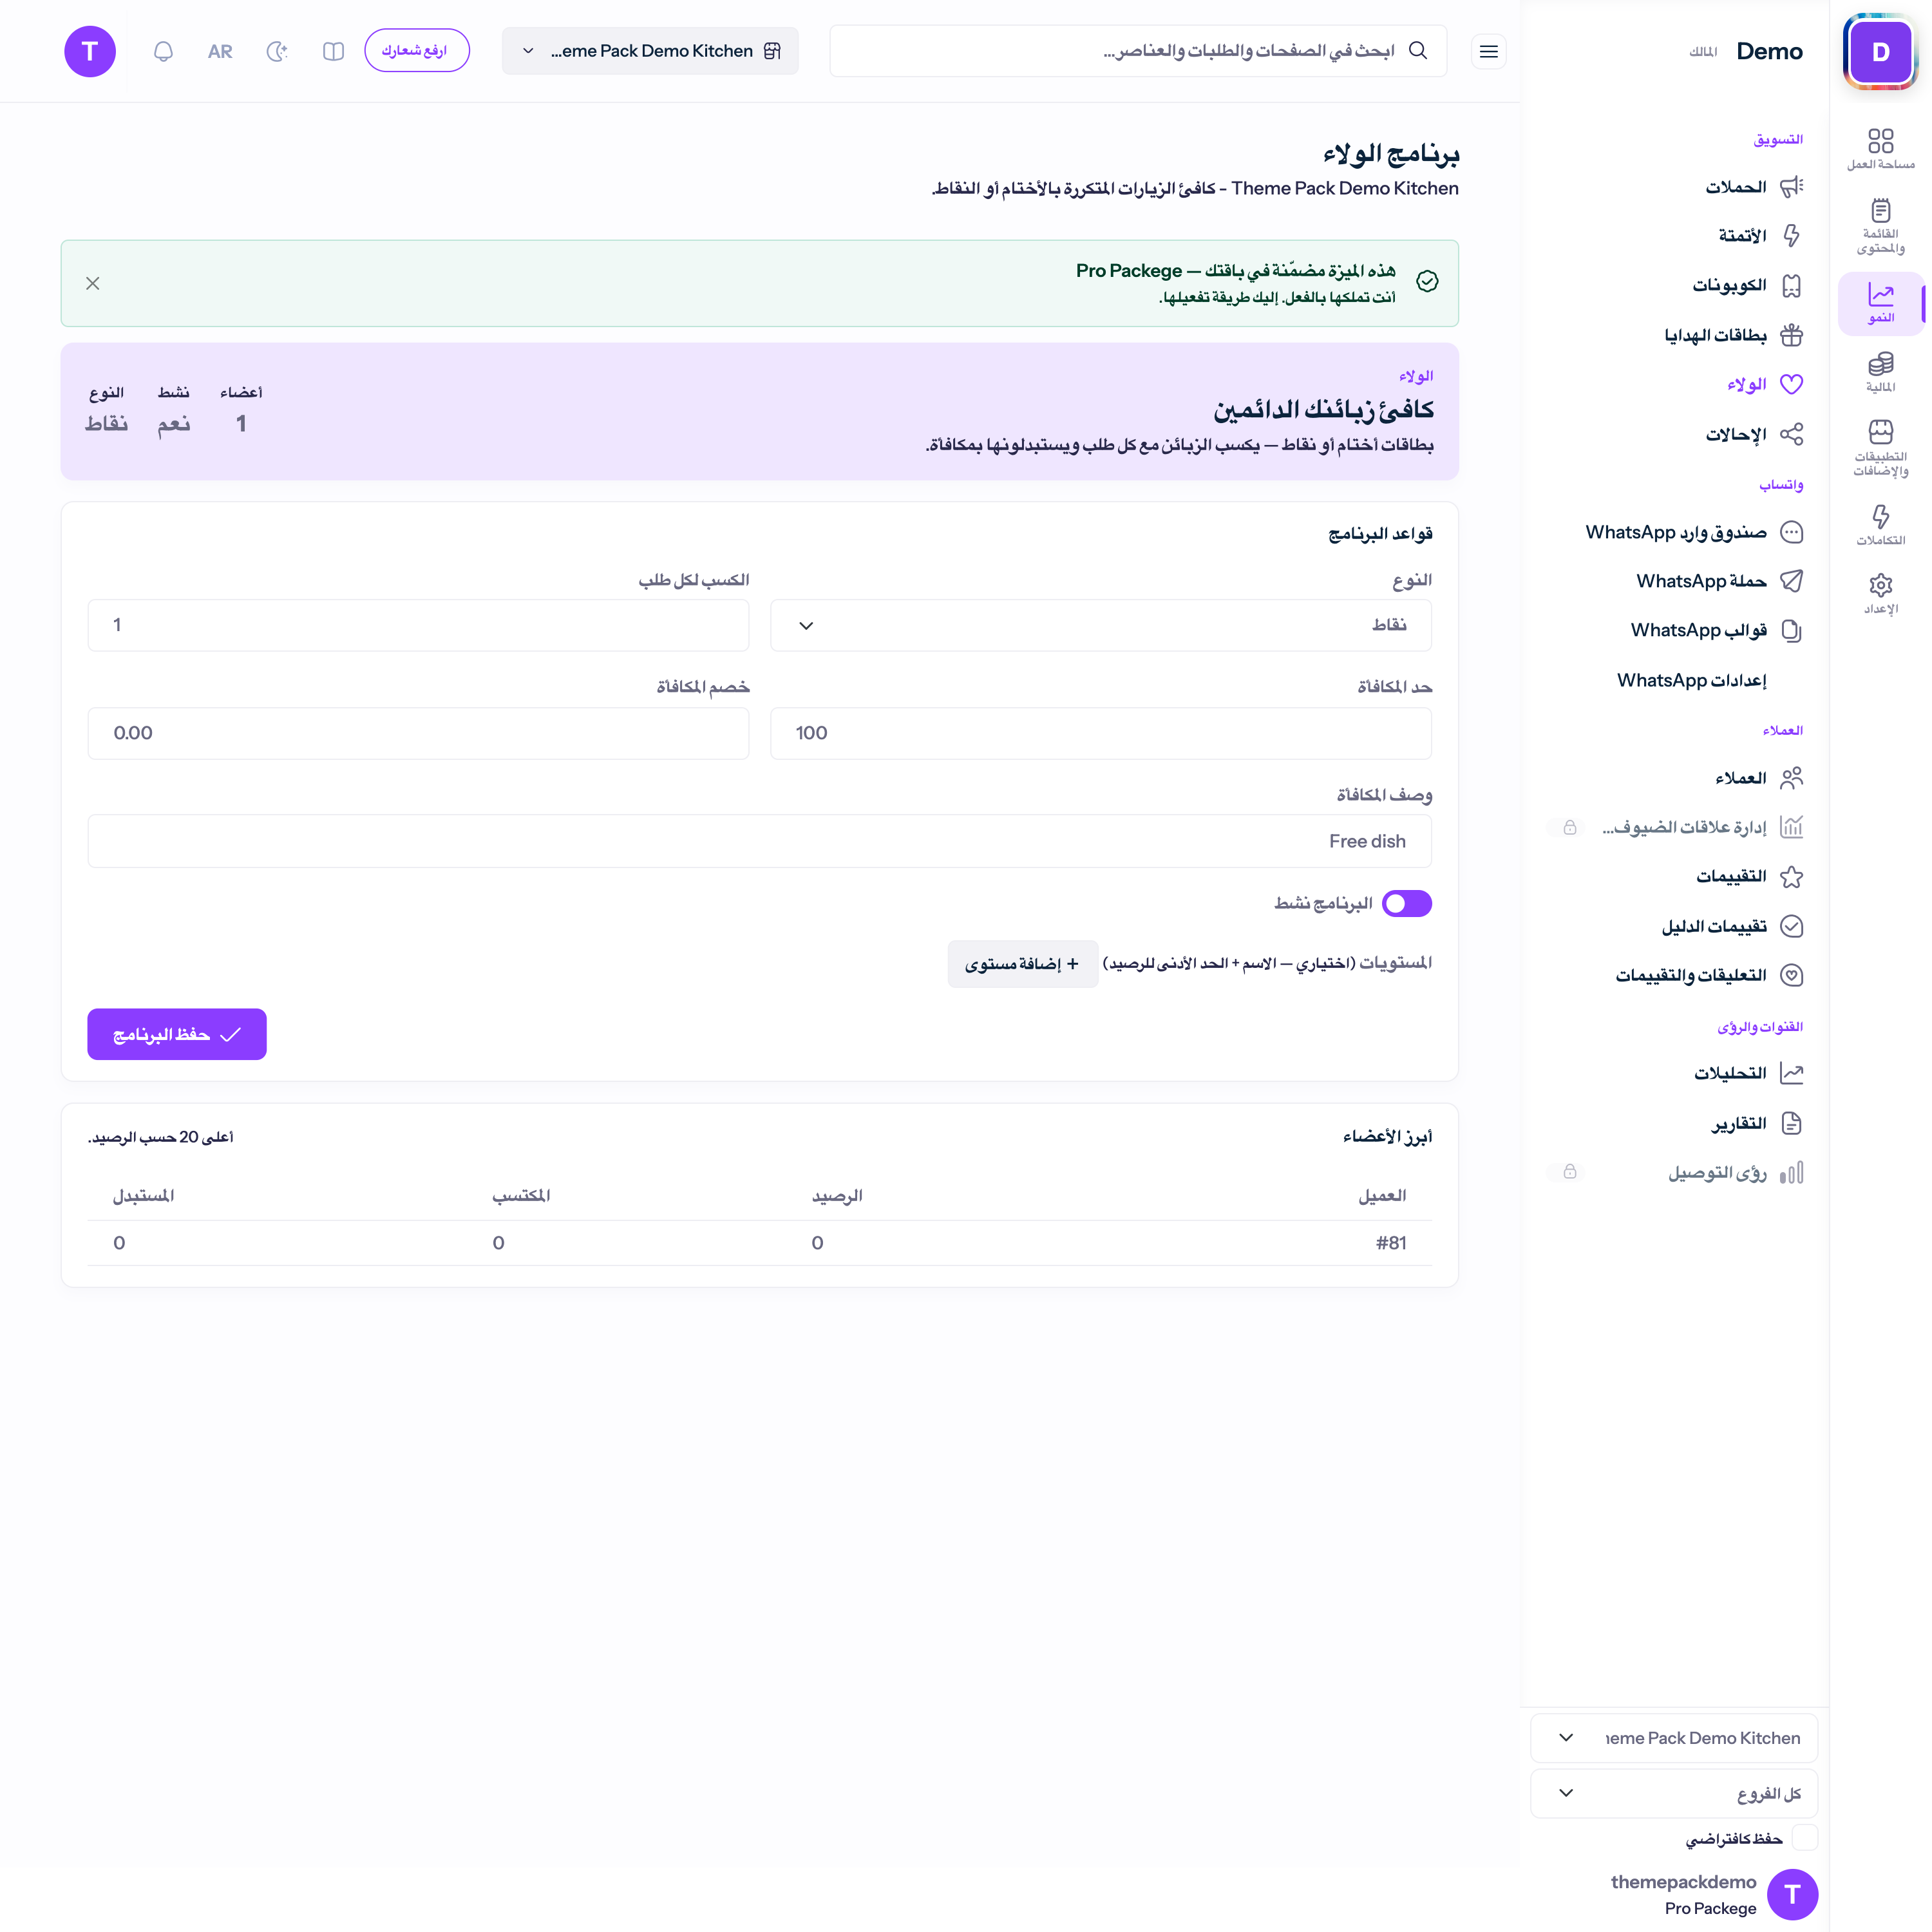 D
مساحة العمل
القائمة
والمحتوى
النمو
المالية
التطبيقات
والإضافات
التكاملات
الإعداد
Demo المالك
التسويق
الحملات
الأتمتة
الكوبونات
بطاقات الهدايا
الولاء
الإحالات
واتساب
صندوق وارد WhatsApp
حملة WhatsApp
قوالب WhatsApp
إعدادات WhatsApp
العملاء
العملاء
إدارة علاقات الضيوف...
التقييمات
تقييمات الدليل
التعليقات والتقييمات
القنوات والرؤى
التحليلات
التقارير
رؤى التوصيل
heme Pack Demo Kitchen
كل الفروع
حفظ كافتراضي
T
themepackdemo
Pro Packege
ابحث في الصفحات والطلبات والعناصر...
eme Pack Demo Kitchen...
ارفع شعارك
AR
T
برنامج الولاء
Theme Pack Demo Kitchen - كافئ الزيارات المتكررة بالأختام أو النقاط.
هذه الميزة مضمّنة في باقتك — Pro Packege
أنت تملكها بالفعل. إليك طريقة تفعيلها.
الولاء
كافئ زبائنك الدائمين
بطاقات أختام أو نقاط — يكسب الزبائن مع كل طلب ويستبدلونها بمكافأة.
أعضاء نشط النوع
1 نعم نقاط
قواعد البرنامج
النوع الكسب لكل طلب
نقاط 1
حد المكافأة خصم المكافأة
100 0.00
وصف المكافأة
Free dish
البرنامج نشط
المستويات (اختياري — الاسم + الحد الأدنى للرصيد) + إضافة مستوى
حفظ البرنامج
أبرز الأعضاء أعلى 20 حسب الرصيد.
العميل الرصيد المكتسب المستبدل
#81 0 0 0